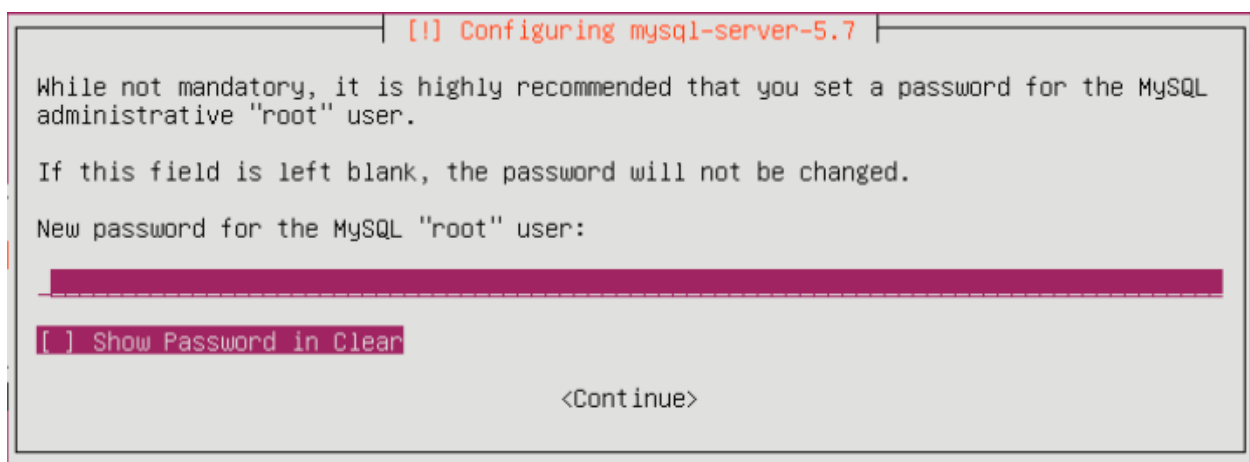 [!] Configuring mysql-server-5.7
While not mandatory, it is highly recommended that you set a password for the MySQL
administrative "root" user.
If this field is left blank, the password will not be changed.
New password for the MySQL "root" user:
[ ] Show Password in Clear
<Continue>